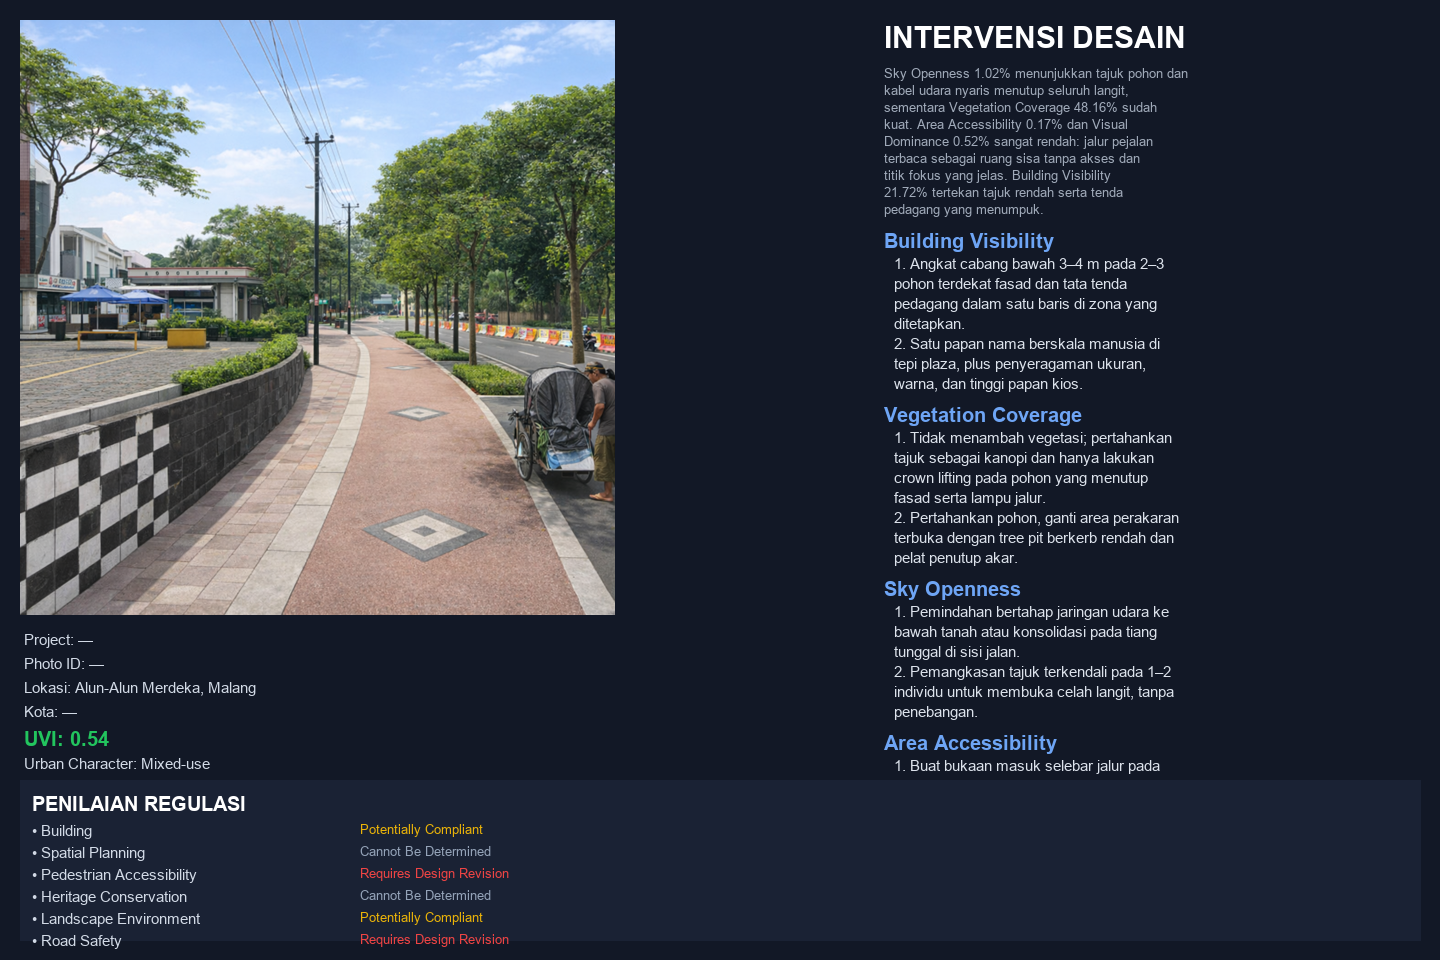 INTERVENSI DESAIN
Sky Openness 1.02% menunjukkan tajuk pohon dan
kabel udara nyaris menutup seluruh langit,
sementara Vegetation Coverage 48.16% sudah
kuat. Area Accessibility 0.17% dan Visual
Dominance 0.52% sangat rendah: jalur pejalan
terbaca sebagai ruang sisa tanpa akses dan
titik fokus yang jelas. Building Visibility
21.72% tertekan tajuk rendah serta tenda
pedagang yang menumpuk.
Building Visibility
1. Angkat cabang bawah 3–4 m pada 2–3
pohon terdekat fasad dan tata tenda
pedagang dalam satu baris di zona yang
ditetapkan.
2. Satu papan nama berskala manusia di
tepi plaza, plus penyeragaman ukuran,
warna, dan tinggi papan kios.
Vegetation Coverage
1. Tidak menambah vegetasi; pertahankan
tajuk sebagai kanopi dan hanya lakukan
crown lifting pada pohon yang menutup
fasad serta lampu jalur.
2. Pertahankan pohon, ganti area perakaran
terbuka dengan tree pit berkerb rendah dan
pelat penutup akar.
Sky Openness
1. Pemindahan bertahap jaringan udara ke
bawah tanah atau konsolidasi pada tiang
tunggal di sisi jalan.
2. Pemangkasan tajuk terkendali pada 1–2
individu untuk membuka celah langit, tanpa
penebangan.
Area Accessibility
1. Buat bukaan masuk selebar jalur pada
Project: —
Photo ID: —
Lokasi: Alun-Alun Merdeka, Malang
Kota: —
UVI: 0.54
Urban Character: Mixed-use
PENILAIAN REGULASI
• Building Potentially Compliant
• Spatial Planning Cannot Be Determined
• Pedestrian Accessibility Requires Design Revision
• Heritage Conservation Cannot Be Determined
• Landscape Environment Potentially Compliant
• Road Safety Requires Design Revision